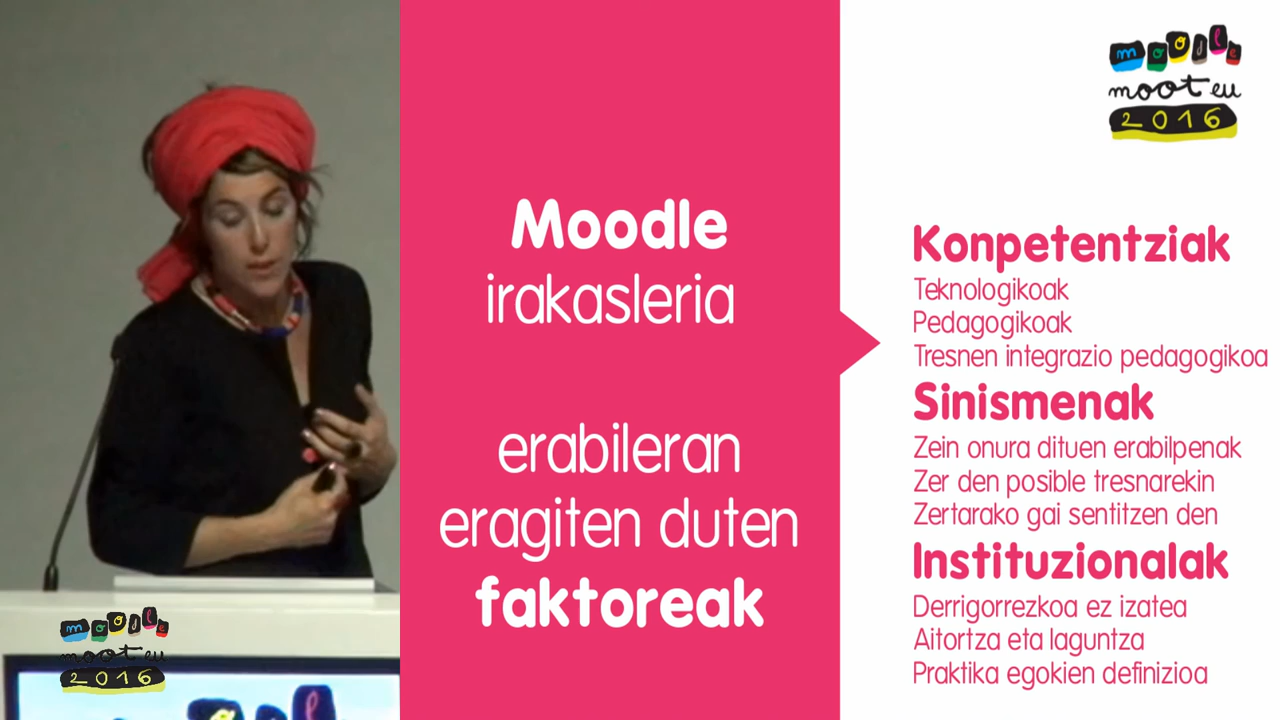 moodle
moot eu
2016
Moodle
irakasleria
erabileran
eragiten duten
faktoreak
moodle
moot eu
2016
Konpetentziak
Teknologikoak
Pedagogikoak
Tresnen integrazio pedagogikoa
Sinismenak
Zein onura dituen erabilpenak
Zer den posible tresnarekin
Zertarako gai sentitzen den
Instituzionalak
Derrigorrezkoa ez izatea
Aitortza eta laguntza
Praktika egokien definizioa